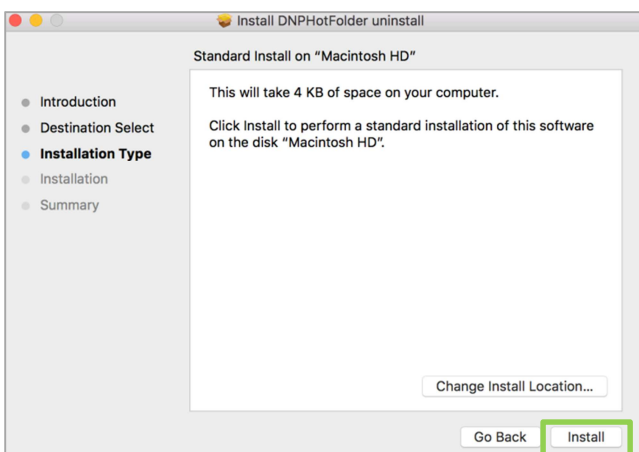 Install DNPHotFolder uninstall
Standard Install on “Macintosh HD”
Introduction
Destination Select
Installation Type
Installation
Summary
This will take 4 KB of space on your computer.
Click Install to perform a standard installation of this software
on the disk “Macintosh HD”.
Change Install Location...
Go Back
Install